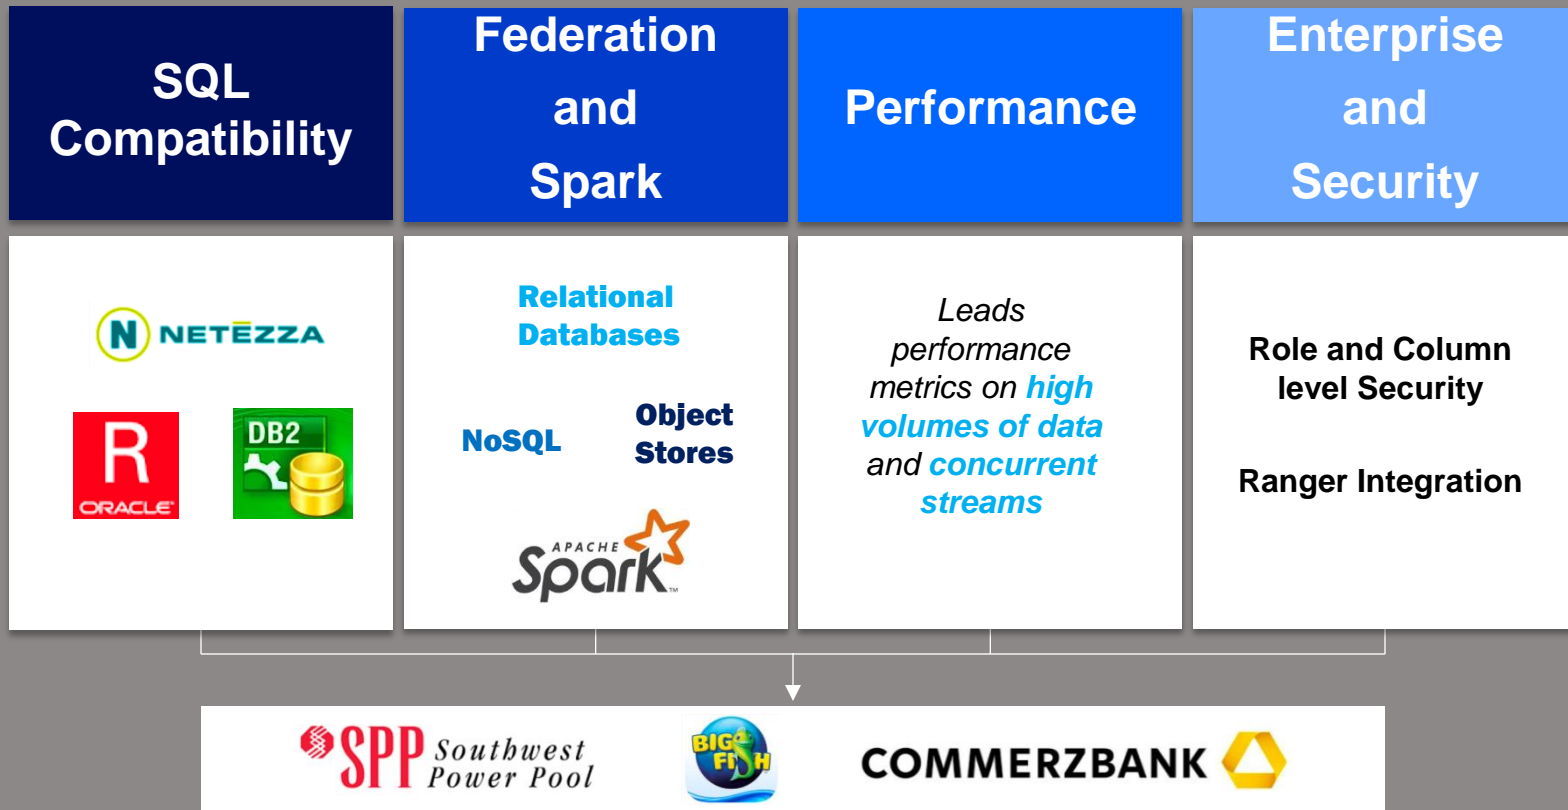 SQL
Compatibility
Federation
and
Spark
Performance
Enterprise
and
Security
N NETĒZZA
R
ORACLE
DB2
Relational
Databases
NoSQL
Object
Stores
APACHE
Spark™
Leads
performance
metrics on high
volumes of data
and concurrent
streams
Role and Column
level Security
Ranger Integration
SPP Southwest
Power Pool
BIG
FISH
COMMERZBANK